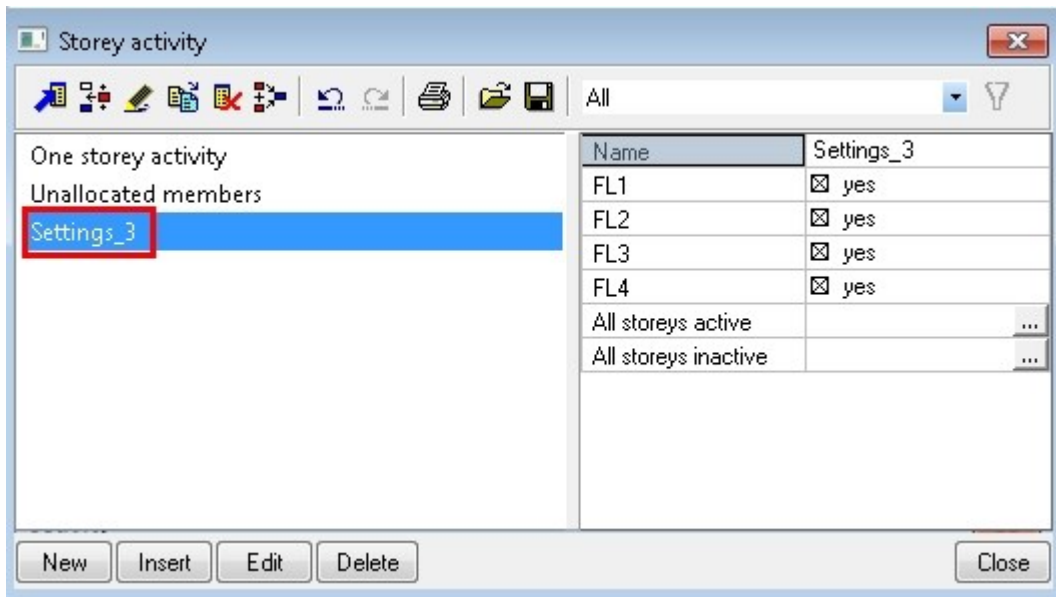 Storey activity
All
One storey activity
Unallocated members
Settings_3
Name Settings_3
FL1 yes
FL2 yes
FL3 yes
FL4 yes
All storeys active ...
All storeys inactive ...
New Insert Edit Delete Close